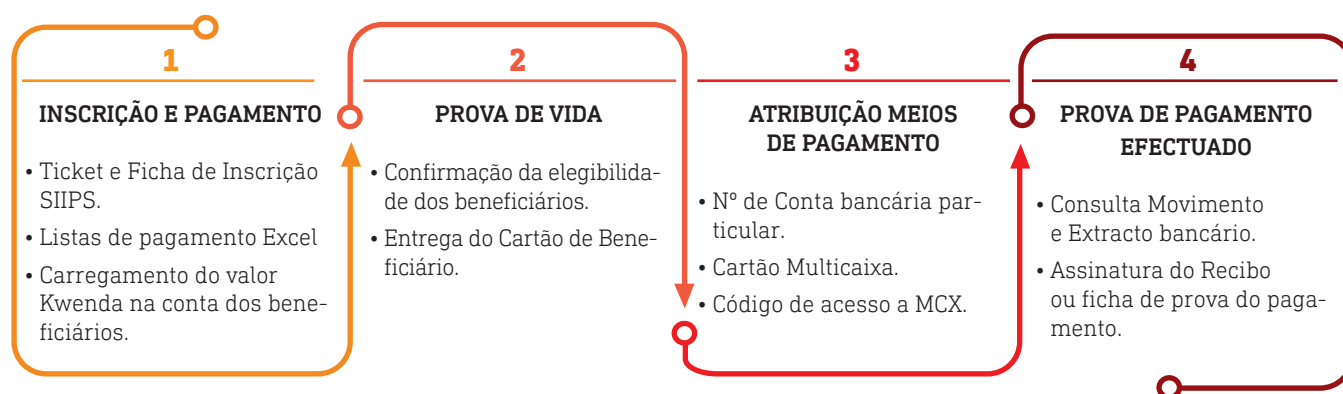 1
INSCRIÇÃO E PAGAMENTO
• Ticket e Ficha de Inscrição
SIIPS.
• Listas de pagamento Excel
• Carregamento do valor
Kwenda na conta dos bene-
ficiários.
2
PROVA DE VIDA
• Confirmação da elegibilida-
de dos beneficiários.
• Entrega do Cartão de Bene-
ficiário.
3
ATRIBUIÇÃO MEIOS
DE PAGAMENTO
• Nº de Conta bancária par-
ticular.
• Cartão Multicaixa.
• Código de acesso a MCX.
4
PROVA DE PAGAMENTO
EFECTUADO
• Consulta Movimento
e Extracto bancário.
• Assinatura do Recibo
ou ficha de prova do paga-
mento.